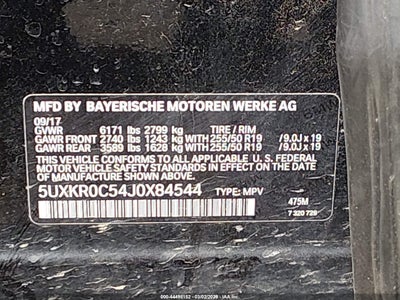 MFD BY BAYERISCHE MOTOREN WERKE AG
09/17
GVWR 6171 lbs 2799 kg TIRE / RIM
GAWR FRONT 2740 lbs 1243 kg WITH 255/50 R19 /9.0J x 19
GAWR REAR 3589 lbs 1628 kg WITH 255/50 R19 /9.0J x 19
THIS VEHICLE CONFORMS TO ALL APPLICABLE U.S. FEDERAL MOTOR
VEHICLE SAFETY STANDARDS IN EFFECT
ON THE DATE OF MANUFACTURE SHOWN ABOVE.
5UXKR0C54J0X84544 TYPE: MPV
475M
7 320 729